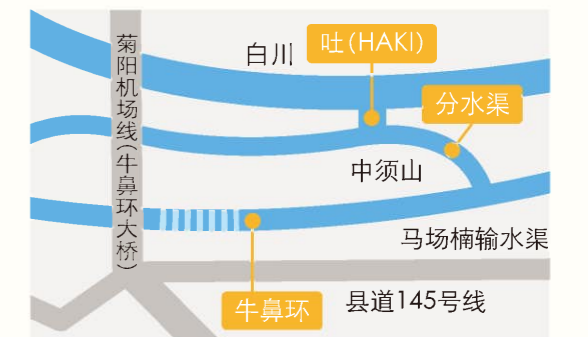 菊阳机场线(牛鼻环大桥)
白川
吐(HAKI)
分水渠
中须山
马场楠输水渠
牛鼻环
县道145号线